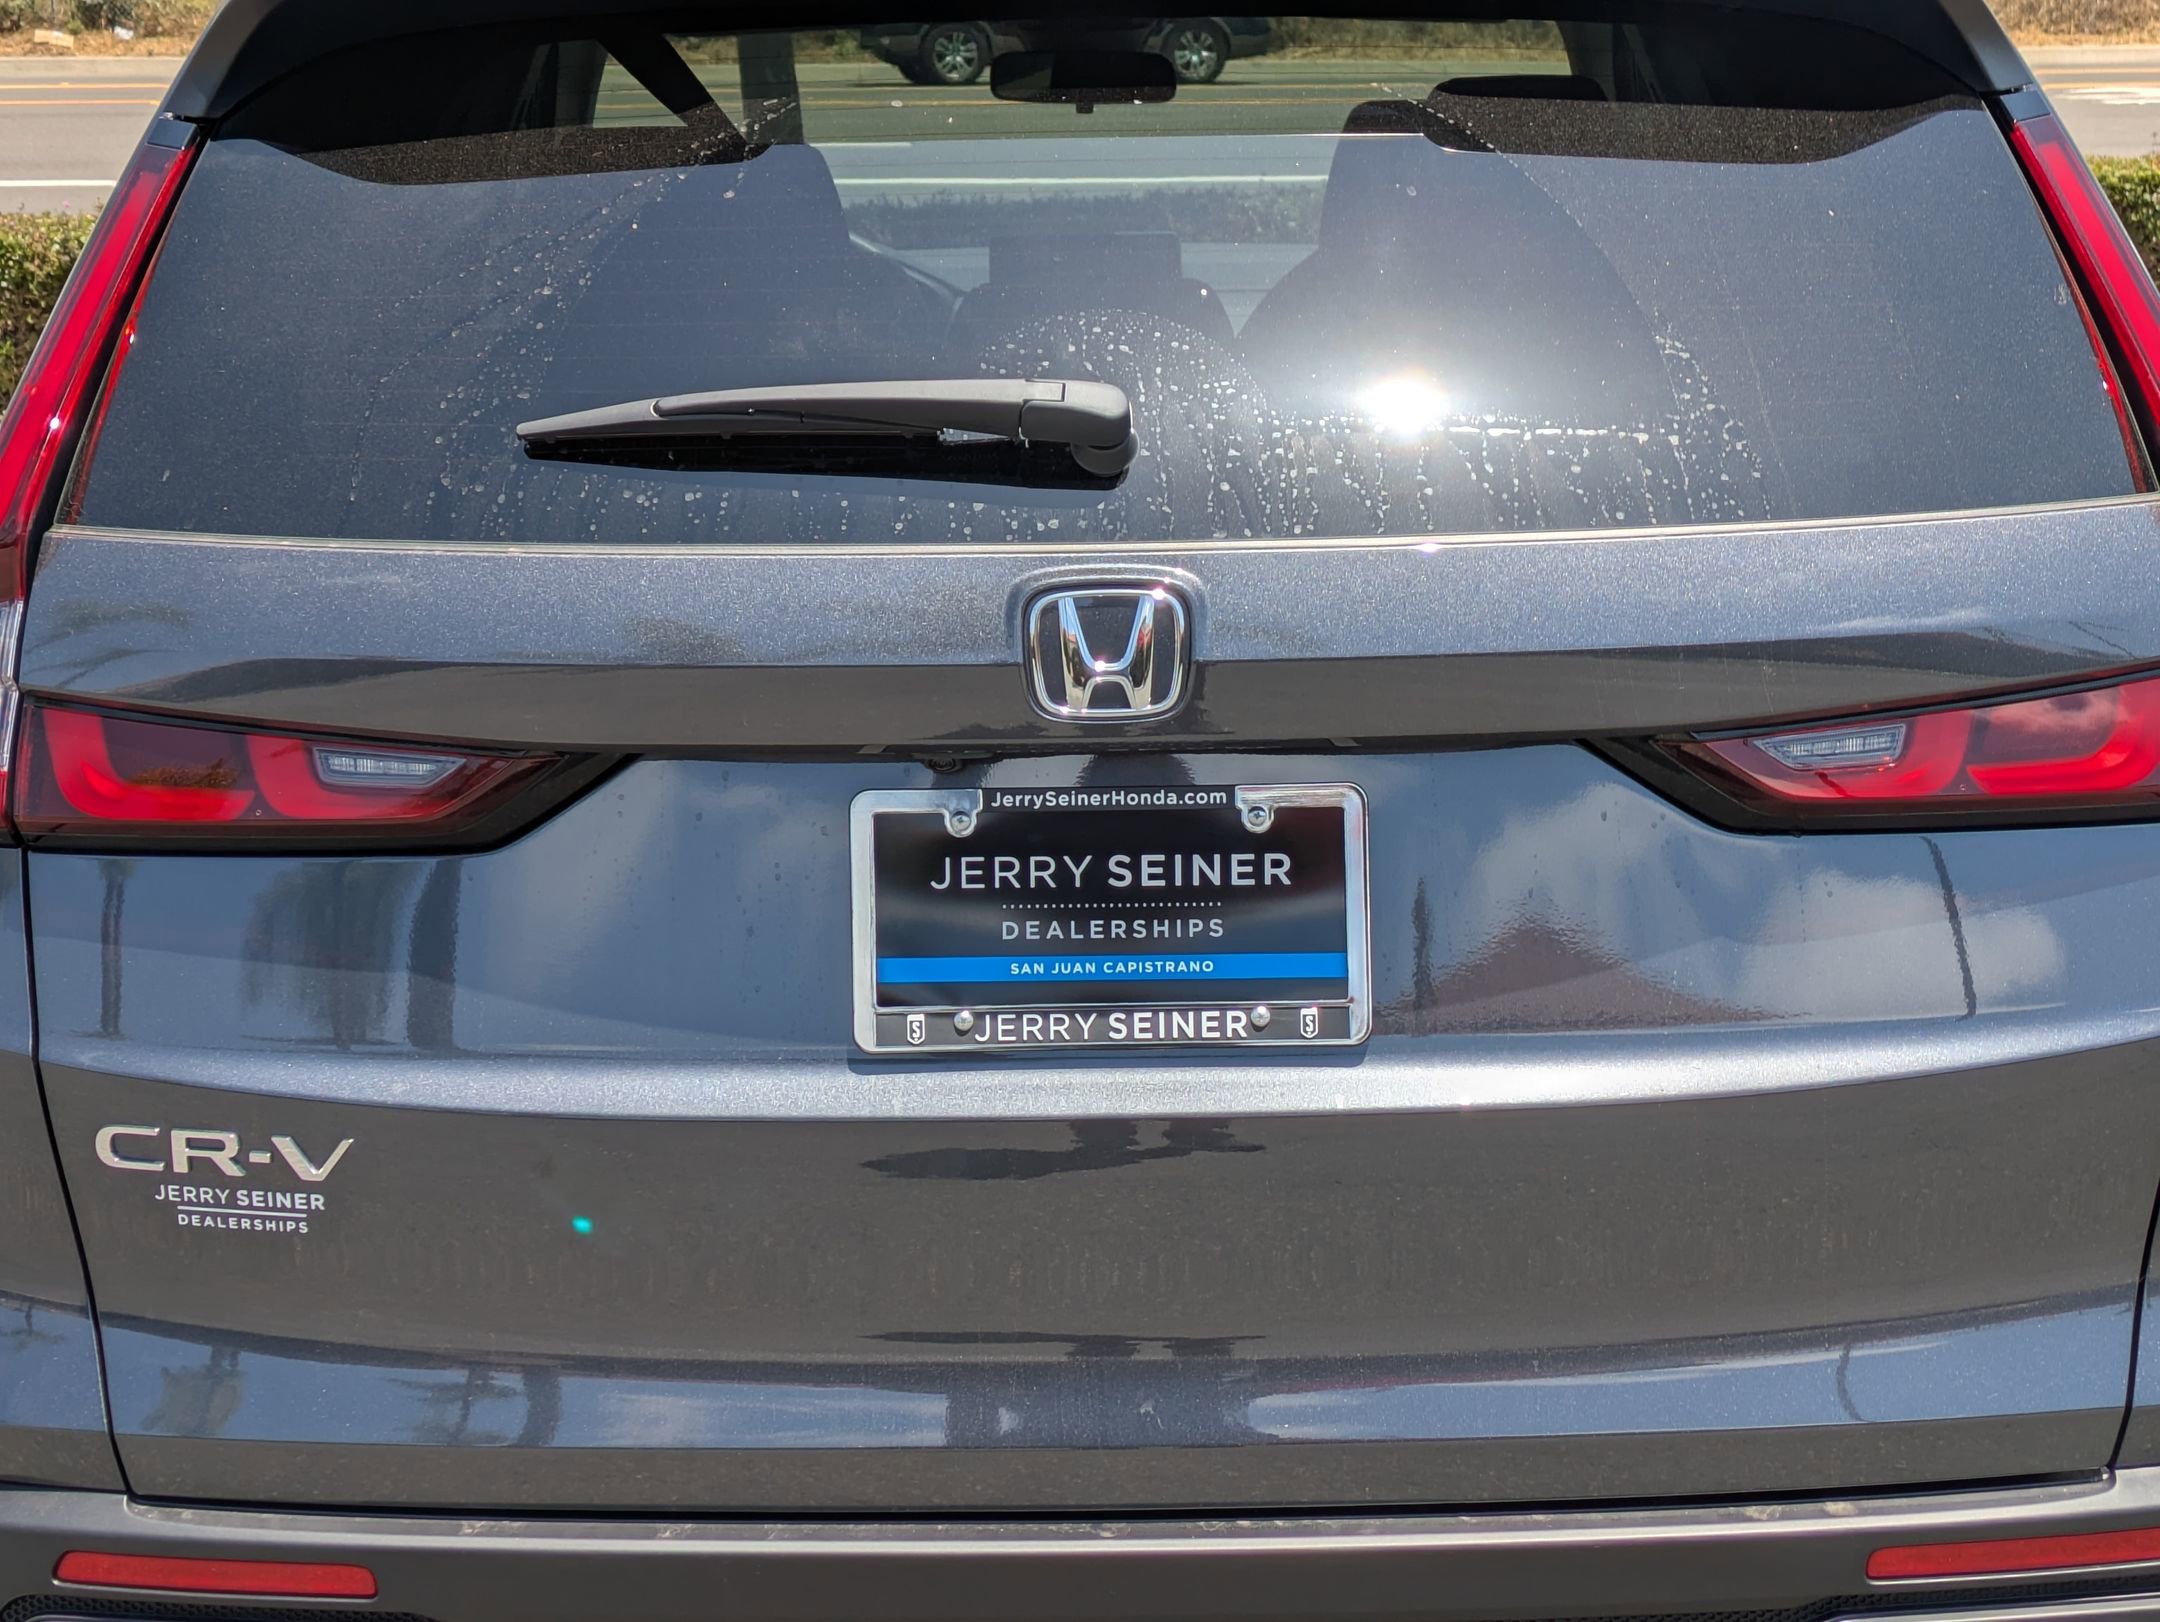 JerrySeinerHonda.com
JERRY SEINER
DEALERSHIPS
SAN JUAN CAPISTRANO
S JERRY SEINER S
CR-V
JERRY SEINER
DEALERSHIPS